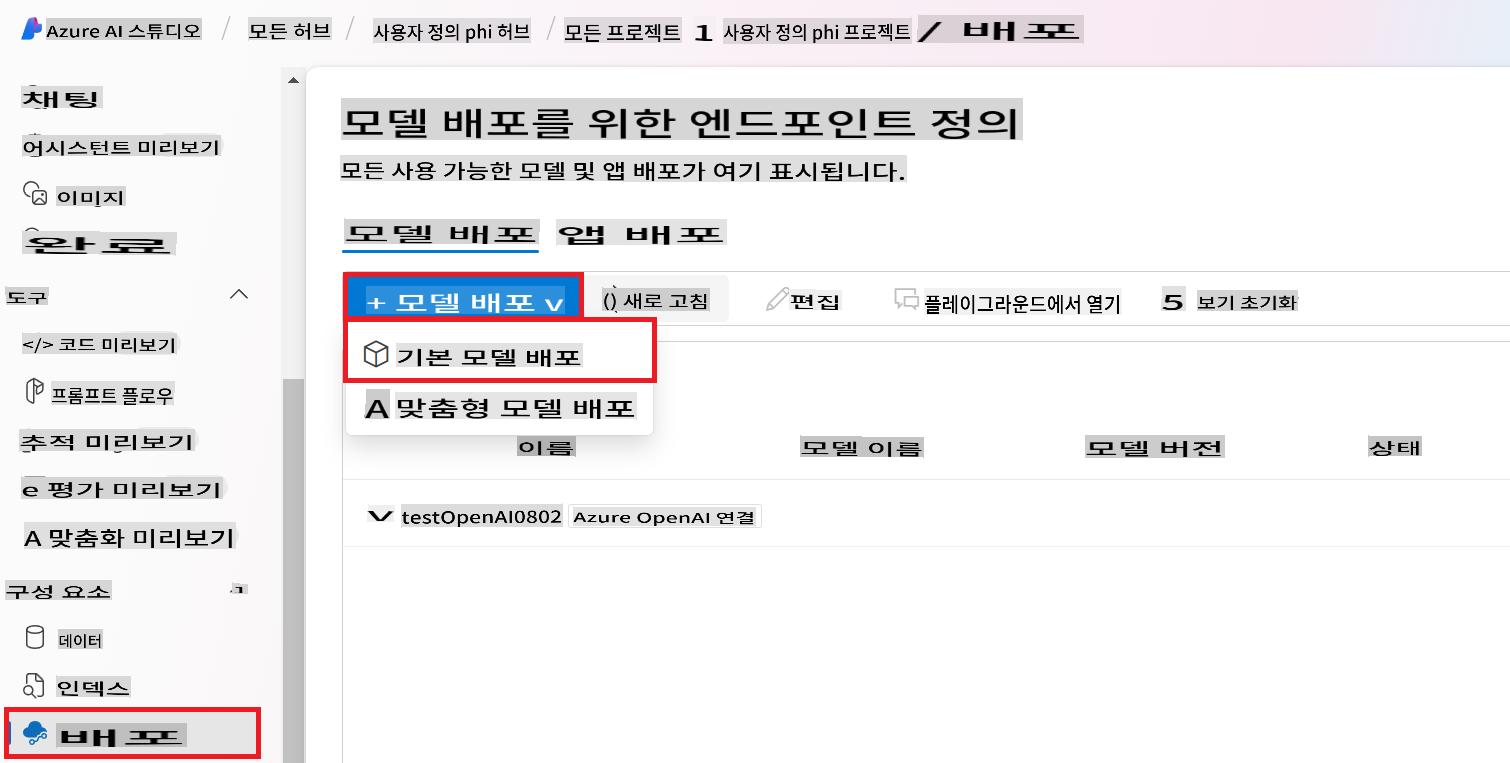 Azure AI 스튜디오 / 모든 허브 / 사용자 정의 phi 허브 / 모든 프로젝트 1 사용자 정의 phi 프로젝트 / 배포
채팅
어시스턴트 미리보기
이미지
완료
도구
</> 코드 미리보기
프롬프트 플로우
추적 미리보기
e 평가 미리보기
A 맞춤화 미리보기
구성 요소
데이터
인덱스
배포
모델 배포를 위한 엔드포인트 정의
모든 사용 가능한 모델 및 앱 배포가 여기 표시됩니다.
모델 배포 앱 배포
+ 모델 배포 v () 새로 고침 편집 플레이그라운드에서 열기 5 보기 초기화
기본 모델 배포
A 맞춤형 모델 배포
이름 모델 이름 모델 버전 상태
testOpenAI0802 Azure OpenAI 연결